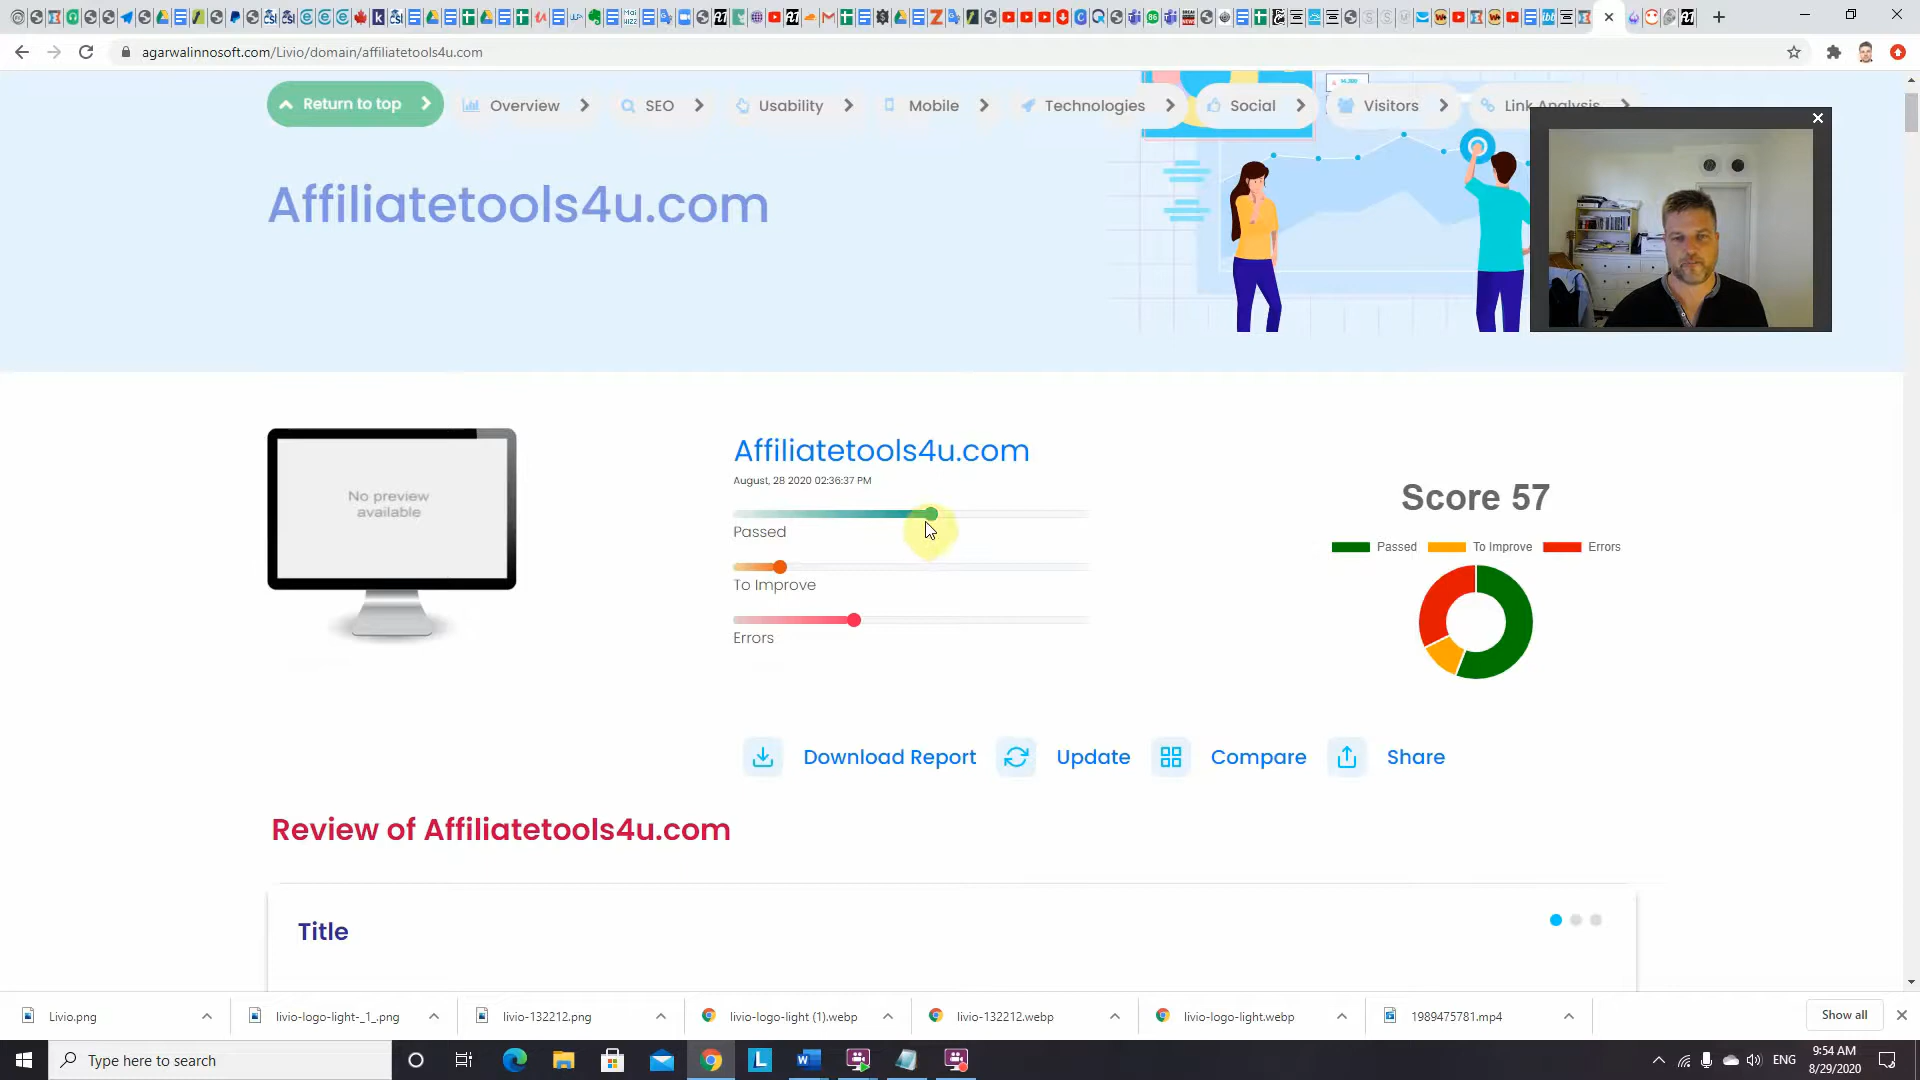 agarwalinnosoft.com/Livio/domain/affiliatetools4u.com
Return to top
Overview
SEO
Usability
Mobile
Technologies
Social
Visitors
Link Analysis
Affiliatetools4u.com
No preview
available
Affiliatetools4u.com
August, 28 2020 02:36:37 PM
Passed
To Improve
Errors
Score 57
Passed
To Improve
Errors
Download Report
Update
Compare
Share
Review of Affiliatetools4u.com
Title
Livio.png
livio-logo-light-_1_.png
livio-132212.png
livio-logo-light (1).webp
livio-132212.webp
livio-logo-light.webp
1989475781.mp4
Show all
Type here to search
ENG
9:54 AM
8/29/2020